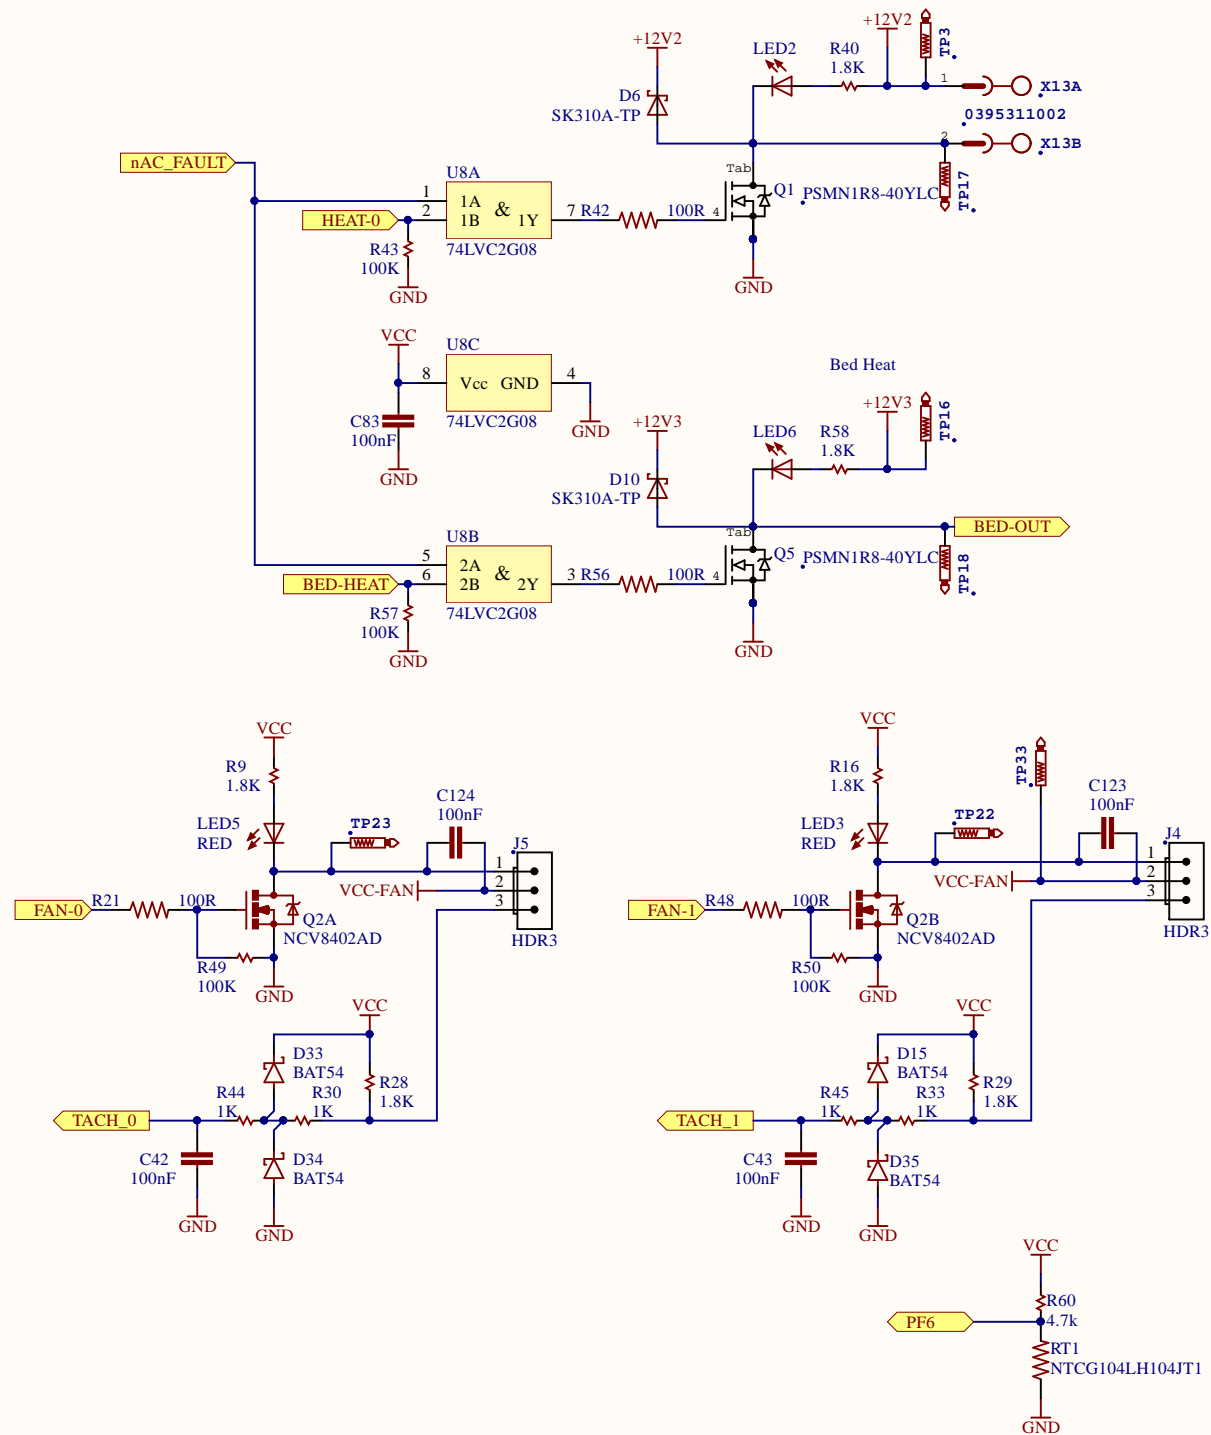 +12V2
D6
SK310A-TP
LED2
R40
1.8K
+12V2
TP3
1
X13A
0395311002
2
X13B
TP17
nAC_FAULT
HEAT-0
R43
100K
GND
U8A
1
2
1A
1B
&
1Y
7
74LVC2G08
R42
100R
4
Tab
Q1
PSMN1R8-40YLC
GND
VCC
C83
100nF
GND
U8C
8
Vcc
GND
4
74LVC2G08
GND
Bed Heat
+12V3
D10
SK310A-TP
LED6
R58
1.8K
+12V3
TP16
BED-OUT
TP18
BED-HEAT
R57
100K
GND
U8B
5
6
2A
2B
&
2Y
3
74LVC2G08
R56
100R
4
Tab
Q5
PSMN1R8-40YLC
GND
VCC
R9
1.8K
LED5
RED
TP23
C124
100nF
J5
1
2
3
HDR3
VCC-FAN
FAN-0
R21
100R
Q2A
NCV8402AD
R49
100K
GND
VCC
D33
BAT54
R44
1K
R30
1K
R28
1.8K
TACH_0
C42
100nF
GND
D34
BAT54
GND
VCC
R16
1.8K
LED3
RED
TP22
TP33
C123
100nF
J4
1
2
3
HDR3
VCC-FAN
FAN-1
R48
100R
Q2B
NCV8402AD
R50
100K
GND
VCC
D15
BAT54
R45
1K
R33
1K
R29
1.8K
TACH_1
C43
100nF
GND
D35
BAT54
GND
VCC
R60
4.7k
PF6
RT1
NTCG104LH104JT1
GND